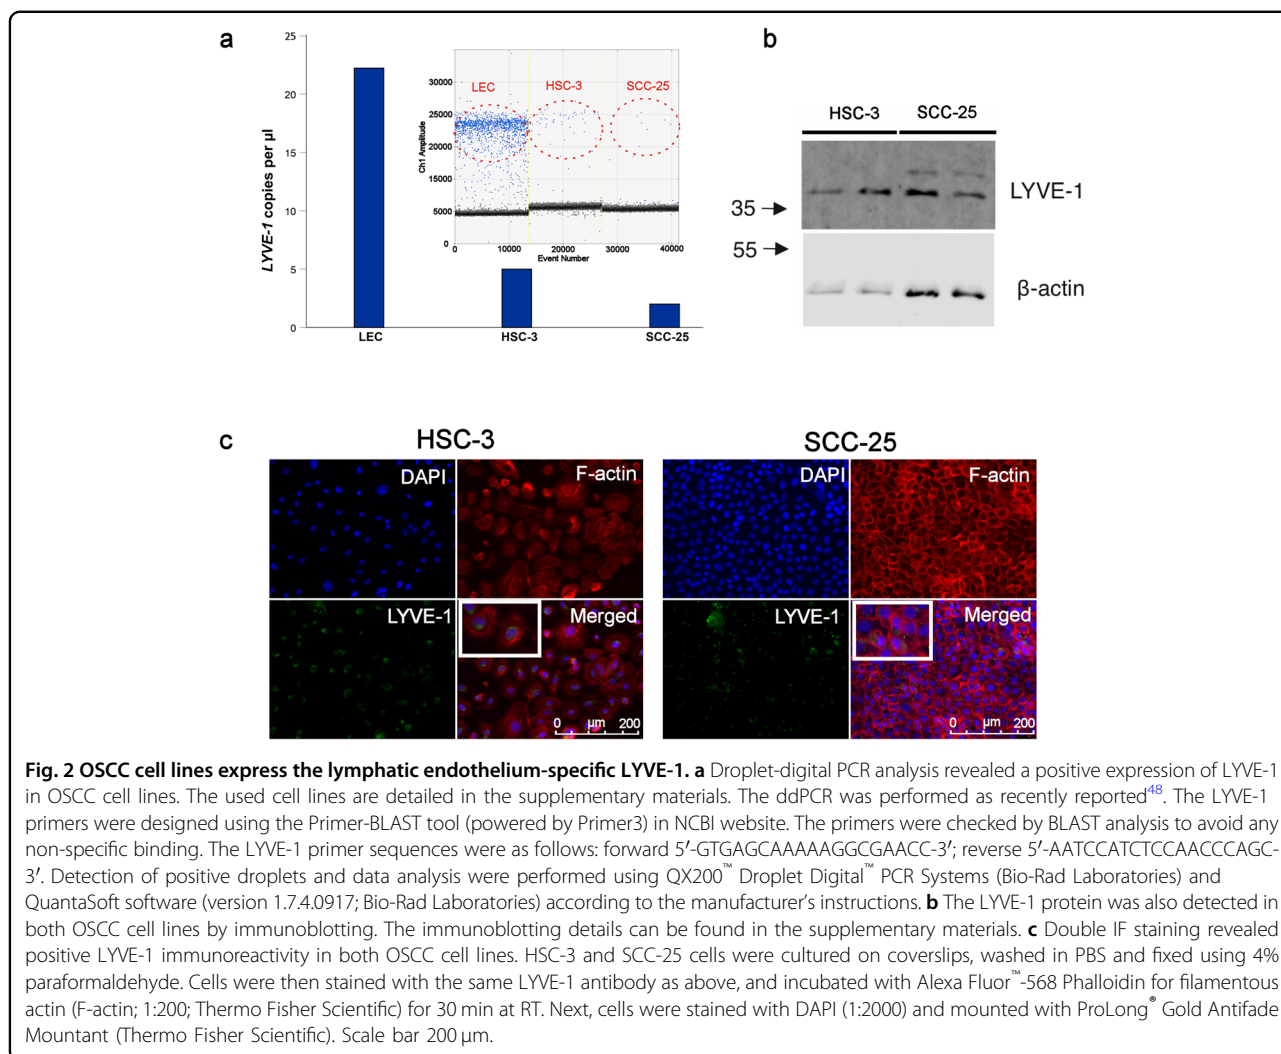 a
LYVE-1 copies per µl
25
20
15
10
5
0
LEC
HSC-3
SCC-25
Ch1 Amplitude
30000
25000
20000
15000
10000
5000
0
LEC
HSC-3
SCC-25
0 10000 20000 30000 40000
Event Number
b
HSC-3 SCC-25
LYVE-1
35
55
β-actin
c
HSC-3
DAPI
F-actin
LYVE-1
Merged
0 µm 200
SCC-25
DAPI
F-actin
LYVE-1
Merged
0 µm 200
Fig. 2 OSCC cell lines express the lymphatic endothelium-specific LYVE-1. a Droplet-digital PCR analysis revealed a positive expression of LYVE-1
in OSCC cell lines. The used cell lines are detailed in the supplementary materials. The ddPCR was performed as recently reported48. The LYVE-1
primers were designed using the Primer-BLAST tool (powered by Primer3) in NCBI website. The primers were checked by BLAST analysis to avoid any
non-specific binding. The LYVE-1 primer sequences were as follows: forward 5′-GTGAGCAAAAAGGCGAACC-3′; reverse 5′-AATCCATCTCCAACCCAGC-
3′. Detection of positive droplets and data analysis were performed using QX200™ Droplet Digital™ PCR Systems (Bio-Rad Laboratories) and
QuantaSoft software (version 1.7.4.0917; Bio-Rad Laboratories) according to the manufacturer's instructions. b The LYVE-1 protein was also detected in
both OSCC cell lines by immunoblotting. The immunoblotting details can be found in the supplementary materials. c Double IF staining revealed
positive LYVE-1 immunoreactivity in both OSCC cell lines. HSC-3 and SCC-25 cells were cultured on coverslips, washed in PBS and fixed using 4%
paraformaldehyde. Cells were then stained with the same LYVE-1 antibody as above, and incubated with Alexa Fluor™-568 Phalloidin for filamentous
actin (F-actin; 1:200; Thermo Fisher Scientific) for 30 min at RT. Next, cells were stained with DAPI (1:2000) and mounted with ProLong® Gold Antifade
Mountant (Thermo Fisher Scientific). Scale bar 200 µm.